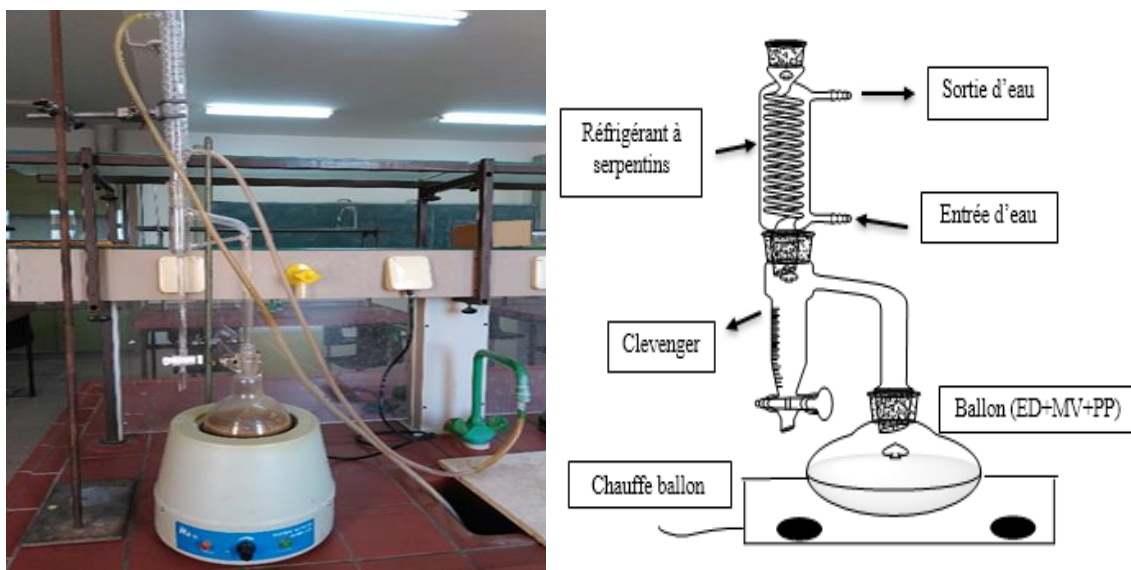 Sortie d'eau
Réfrigérant à
serpentins
Entrée d'eau
Clevenger
Ballon (ED+MV+PP)
Chauffe ballon